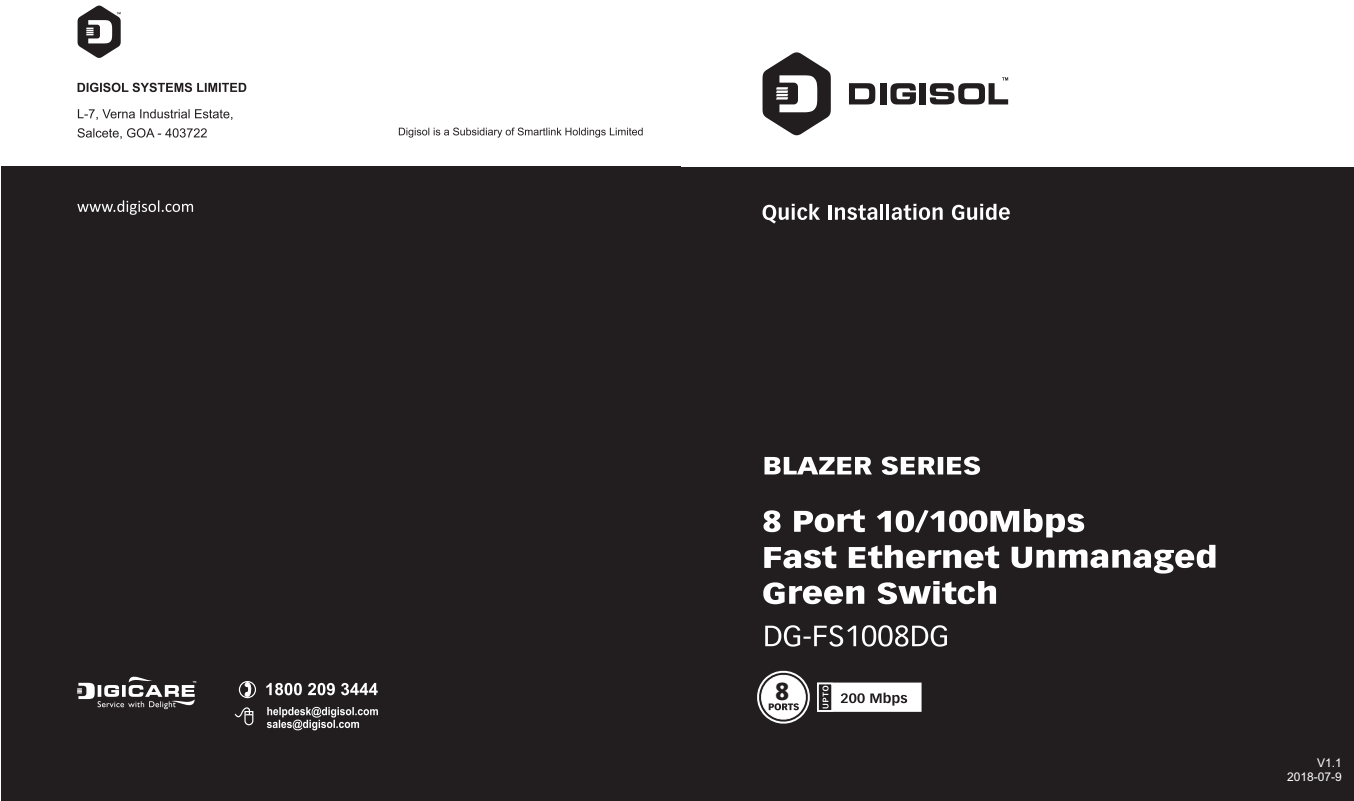 ™
DIGISOL SYSTEMS LIMITED
L-7, Verna Industrial Estate,
Salcete, GOA - 403722
Digisol is a Subsidiary of Smartlink Holdings Limited
www.digisol.com
DIGICARE™
Service with Delight
1800 209 3444
helpdesk@digisol.com
sales@digisol.com
DIGISOL™
Quick Installation Guide
BLAZER SERIES
8 Port 10/100Mbps
Fast Ethernet Unmanaged
Green Switch
DG-FS1008DG
8
PORTS
UPTO
200 Mbps
V1.1
2018-07-9